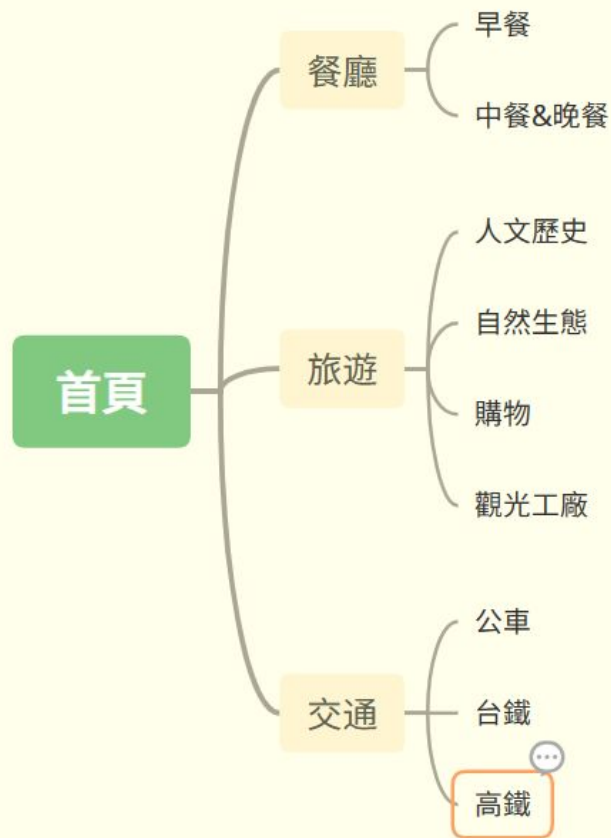 首頁
餐廳
早餐
中餐&晚餐
旅遊
人文歷史
自然生態
購物
觀光工廠
交通
公車
台鐵
高鐵